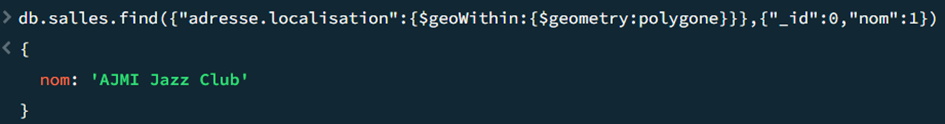 > db.salles.find({"adresse.localisation":{$geoWithin:{$geometry:polygone}}},{"_id":0,"nom":1})
< {
nom: 'AJMI Jazz Club'
}